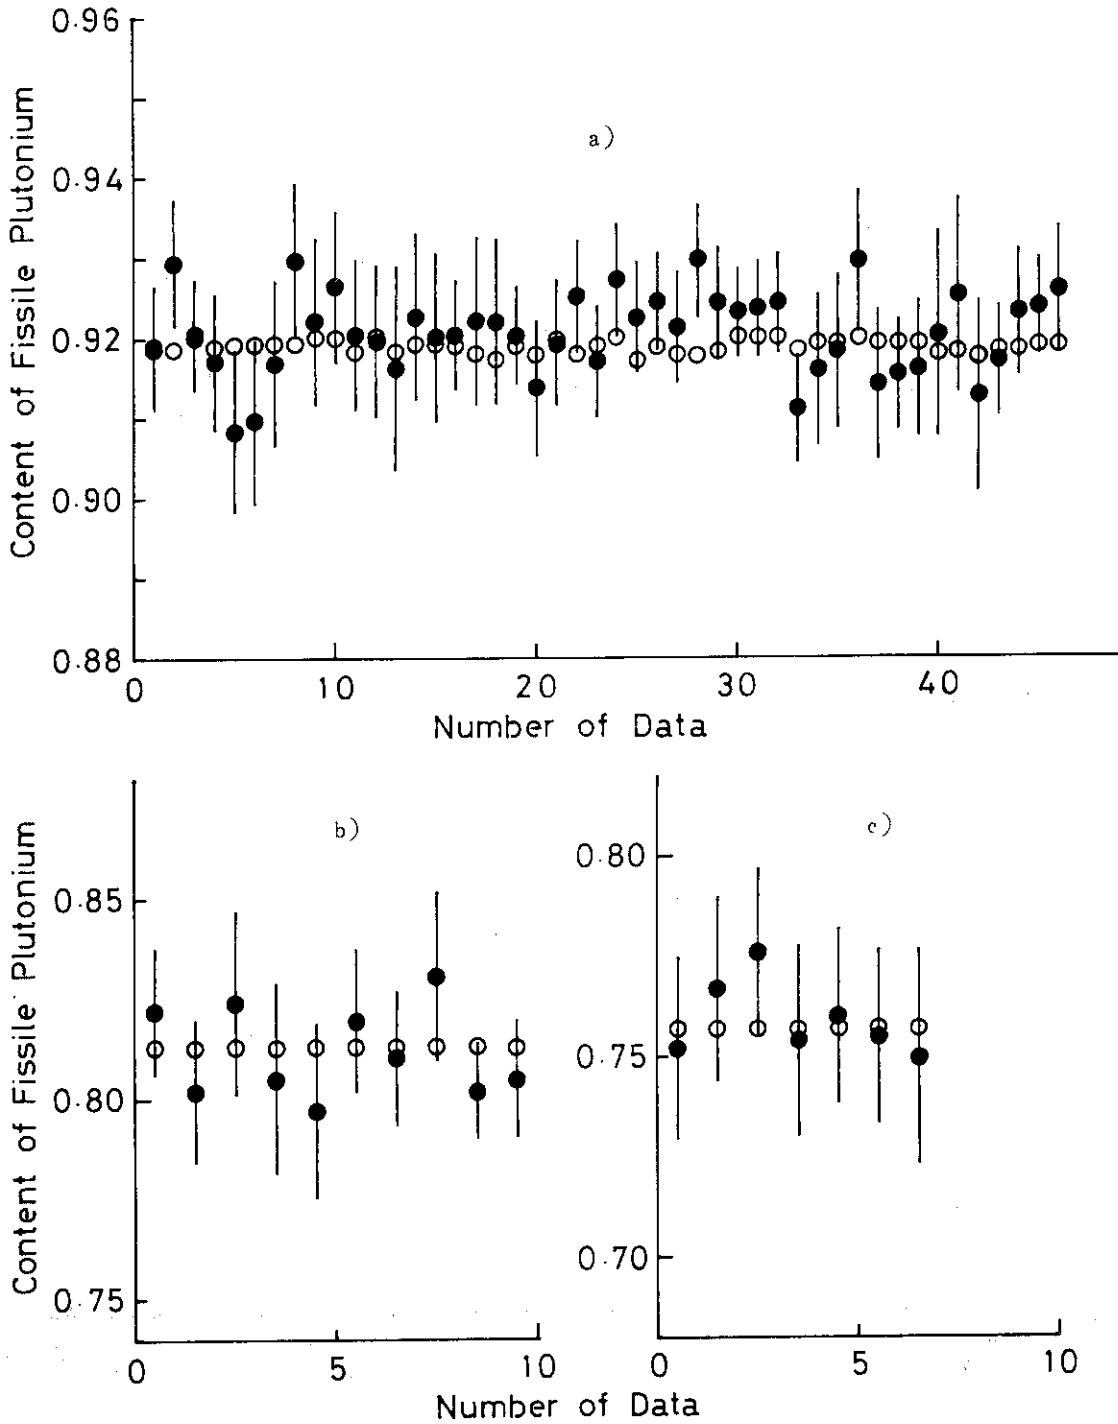 0.96
0.94
0.92
0.90
0.88
Content of Fissile Plutonium
a)
0 10 20 30 40
Number of Data
0.85
0.80
0.75
Content of Fissile Plutonium
b)
0 5 10
0.80
0.75
0.70
c)
0 5 10
Number of Data